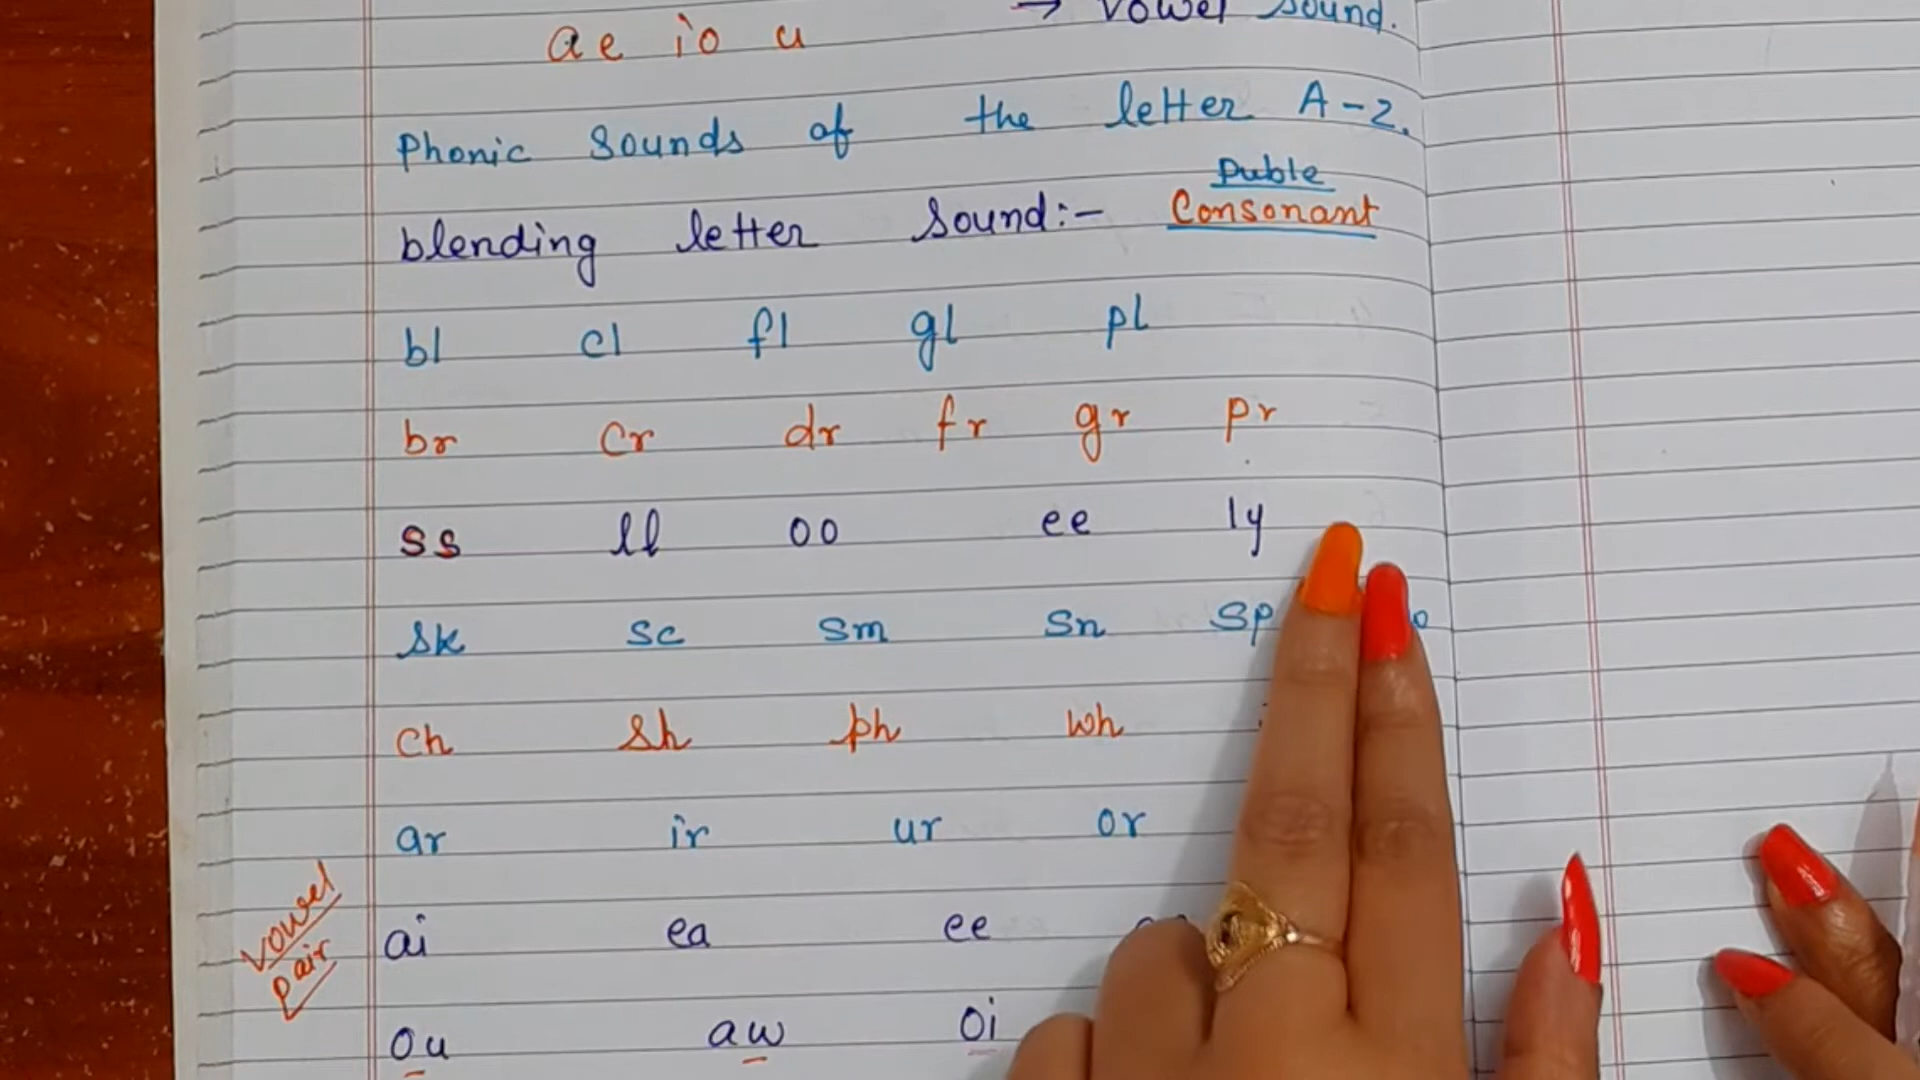 a e i o u → vowel sound.
Phonic sounds of the letter A-Z.
Duble
blending letter sound:- Consonant
bl cl fl gl pl
br cr dr fr gr pr
ss ll oo ee ly
sk sc sm sn sp
ch sh ph wh
ar ir ur or
vowel pair
ai ea ee
ou aw oi